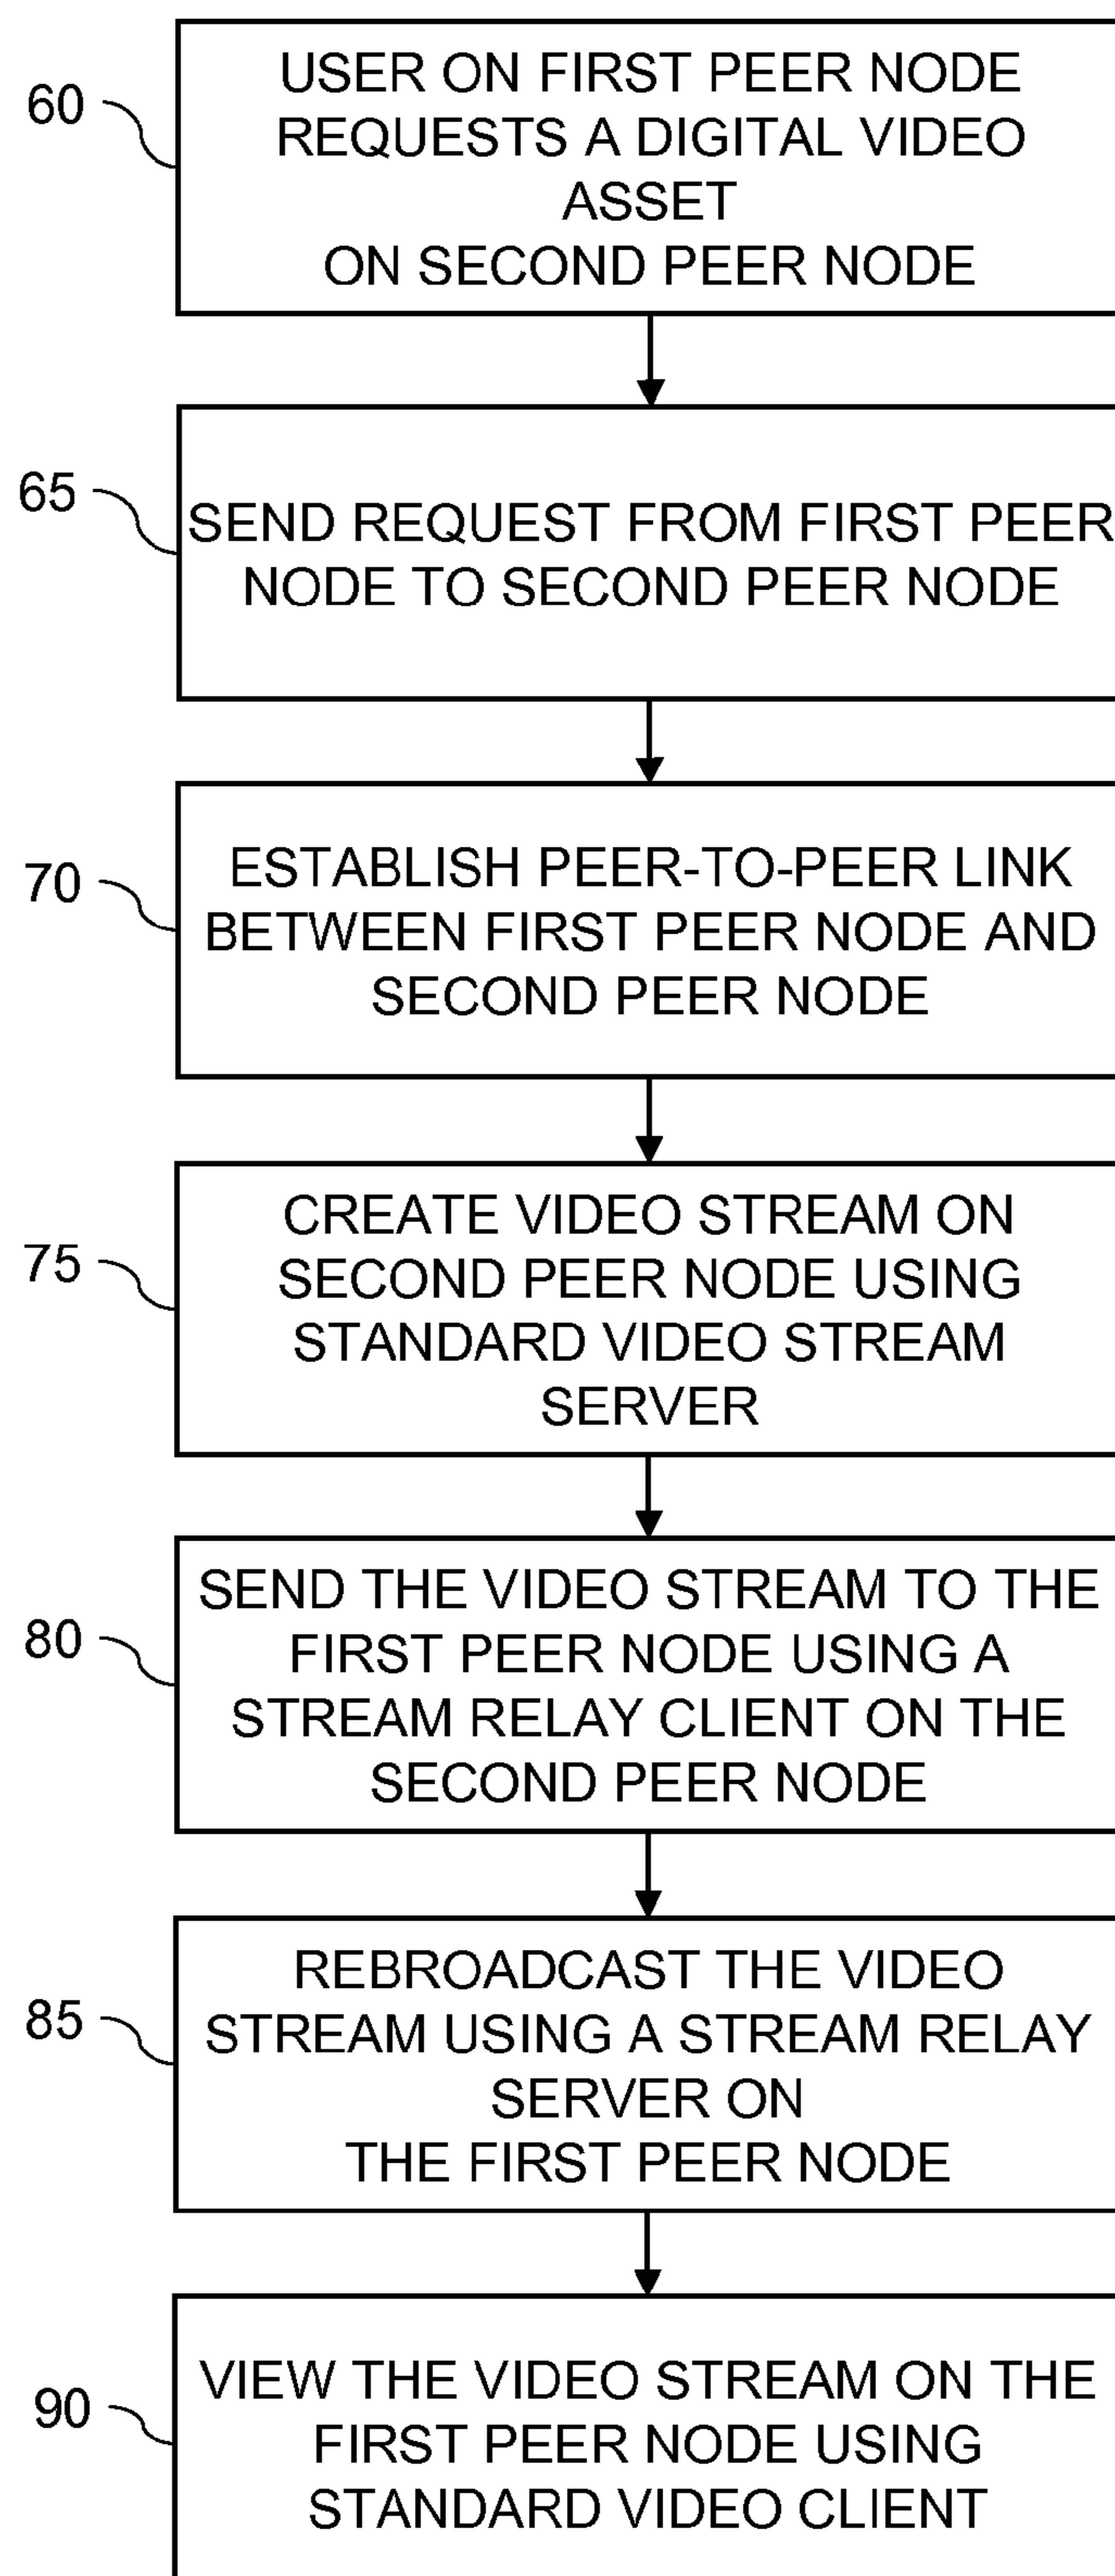 60
USER ON FIRST PEER NODE
REQUESTS A DIGITAL VIDEO
ASSET
ON SECOND PEER NODE
65
SEND REQUEST FROM FIRST PEER
NODE TO SECOND PEER NODE
70
ESTABLISH PEER-TO-PEER LINK
BETWEEN FIRST PEER NODE AND
SECOND PEER NODE
75
CREATE VIDEO STREAM ON
SECOND PEER NODE USING
STANDARD VIDEO STREAM
SERVER
80
SEND THE VIDEO STREAM TO THE
FIRST PEER NODE USING A
STREAM RELAY CLIENT ON THE
SECOND PEER NODE
85
REBROADCAST THE VIDEO
STREAM USING A STREAM RELAY
SERVER ON
THE FIRST PEER NODE
90
VIEW THE VIDEO STREAM ON THE
FIRST PEER NODE USING
STANDARD VIDEO CLIENT